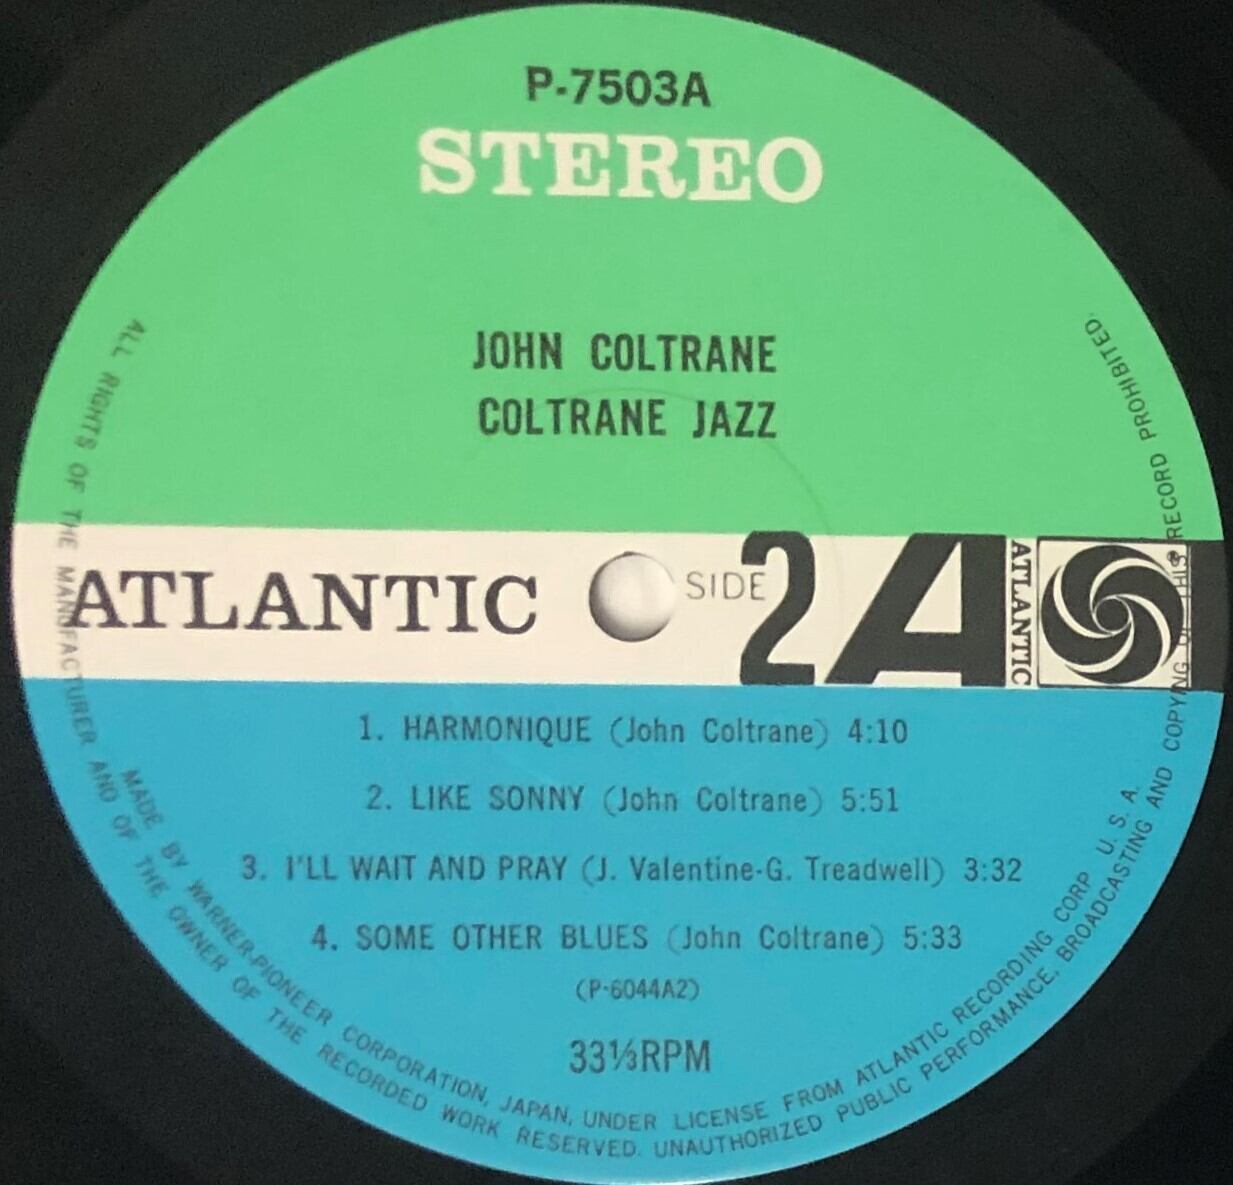 P-7503A
STEREO
JOHN COLTRANE
COLTRANE JAZZ
ATLANTIC SIDE 2 A ATLANTIC ®
1. HARMONIQUE (John Coltrane) 4:10
2. LIKE SONNY (John Coltrane) 5:51
3. I'LL WAIT AND PRAY (J. Valentine-G. Treadwell) 3:32
4. SOME OTHER BLUES (John Coltrane) 5:33
(P-6044A2)
33⅓RPM
MADE BY WARNER-PIONEER CORPORATION, JAPAN, UNDER LICENSE FROM ATLANTIC RECORDING CORP U. S. A.
ALL RIGHTS OF THE MANUFACTURER AND OF THE OWNER OF THE RECORDED WORK RESERVED. UNAUTHORIZED PUBLIC PERFORMANCE, BROADCASTING AND COPYING OF THIS RECORD PROHIBITED.